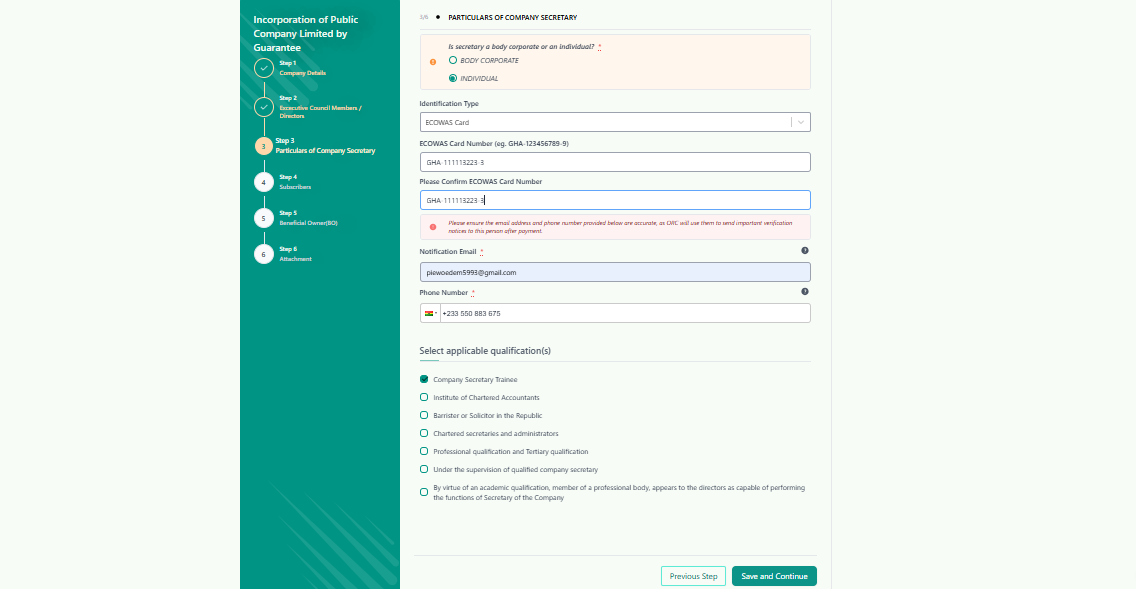 Incorporation of Public
Company Limited by
Guarantee
Step 1
Company Details
Step 2
Excecutive Council Members /
Directors
3
Step 3
Particulars of Company Secretary
4
Step 4
Subscribers
5
Step 5
Beneficial Owner(BO)
6
Step 6
Attachment
3/6 • PARTICULARS OF COMPANY SECRETARY
Is secretary a body corporate or an individual? *
BODY CORPORATE
INDIVIDUAL
Identification Type
ECOWAS Card
ECOWAS Card Number (eg. GHA-123456789-9)
GHA-111113223-3
Please Confirm ECOWAS Card Number
GHA-111113223-3
Please ensure the email address and phone number provided below are accurate, as ORC will use them to send important verification
notices to this person after payment.
Notification Email *
piewoedem5993@gmail.com
Phone Number *
+233 550 883 675
Select applicable qualification(s)
Company Secretary Trainee
Institute of Chartered Accountants
Barrister or Solicitor in the Republic
Chartered secretaries and administrators
Professional qualification and Tertiary qualification
Under the supervision of qualified company secretary
By virtue of an academic qualification, member of a professional body, appears to the directors as capable of performing
the functions of Secretary of the Company
Previous Step
Save and Continue